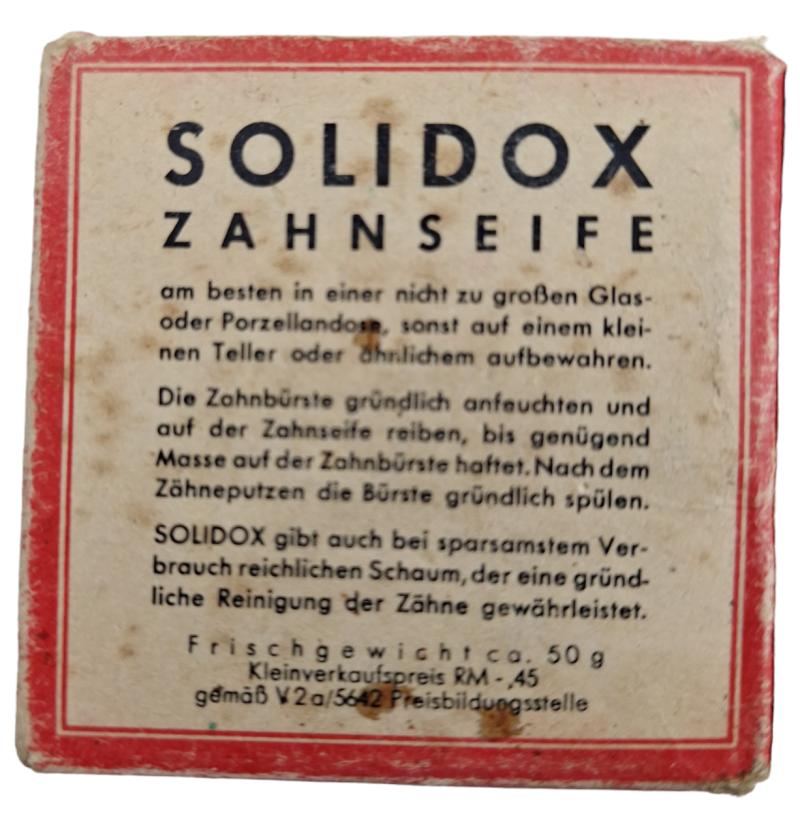 SOLIDOX
ZAHNSEIFE
am besten in einer nicht zu großen Glas-
oder Porzellandose, sonst auf einem klei-
nen Teller oder ähnlichem aufbewahren.
Die Zahnbürste gründlich anfeuchten und
auf der Zahnseife reiben, bis genügend
Masse auf der Zahnbürste haftet. Nach dem
Zähneputzen die Bürste gründlich spülen.
SOLIDOX gibt auch bei sparsamstem Ver-
brauch reichlichen Schaum, der eine gründ-
liche Reinigung der Zähne gewährleistet.
Frischgewicht ca. 50 g
Kleinverkaufspreis RM -,45
gemäß V2a/5642 Preisbildungsstelle